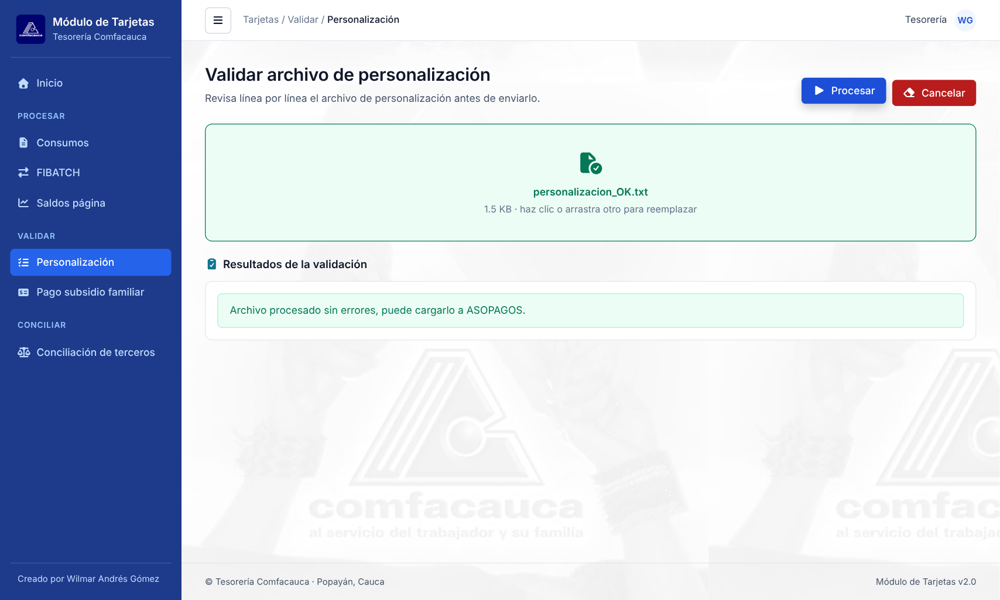 comfacauca
Módulo de Tarjetas
Tesorería Comfacauca
Inicio
PROCESAR
Consumos
FIBATCH
Saldos página
VALIDAR
Personalización
Pago subsidio familiar
CONCILIAR
Conciliación de terceros
Creado por Wilmar Andrés Gómez
Tarjetas / Validar / Personalización
Tesorería WG
Validar archivo de personalización
Revisa línea por línea el archivo de personalización antes de enviarlo.
Procesar
Cancelar
personalizacion_OK.txt
1.5 KB · haz clic o arrastra otro para reemplazar
Resultados de la validación
Archivo procesado sin errores, puede cargarlo a ASOPAGOS.
comfacauca
al servicio del trabajador y su familia
comfac
al servicio del trabaja
© Tesorería Comfacauca · Popayán, Cauca
Módulo de Tarjetas v2.0